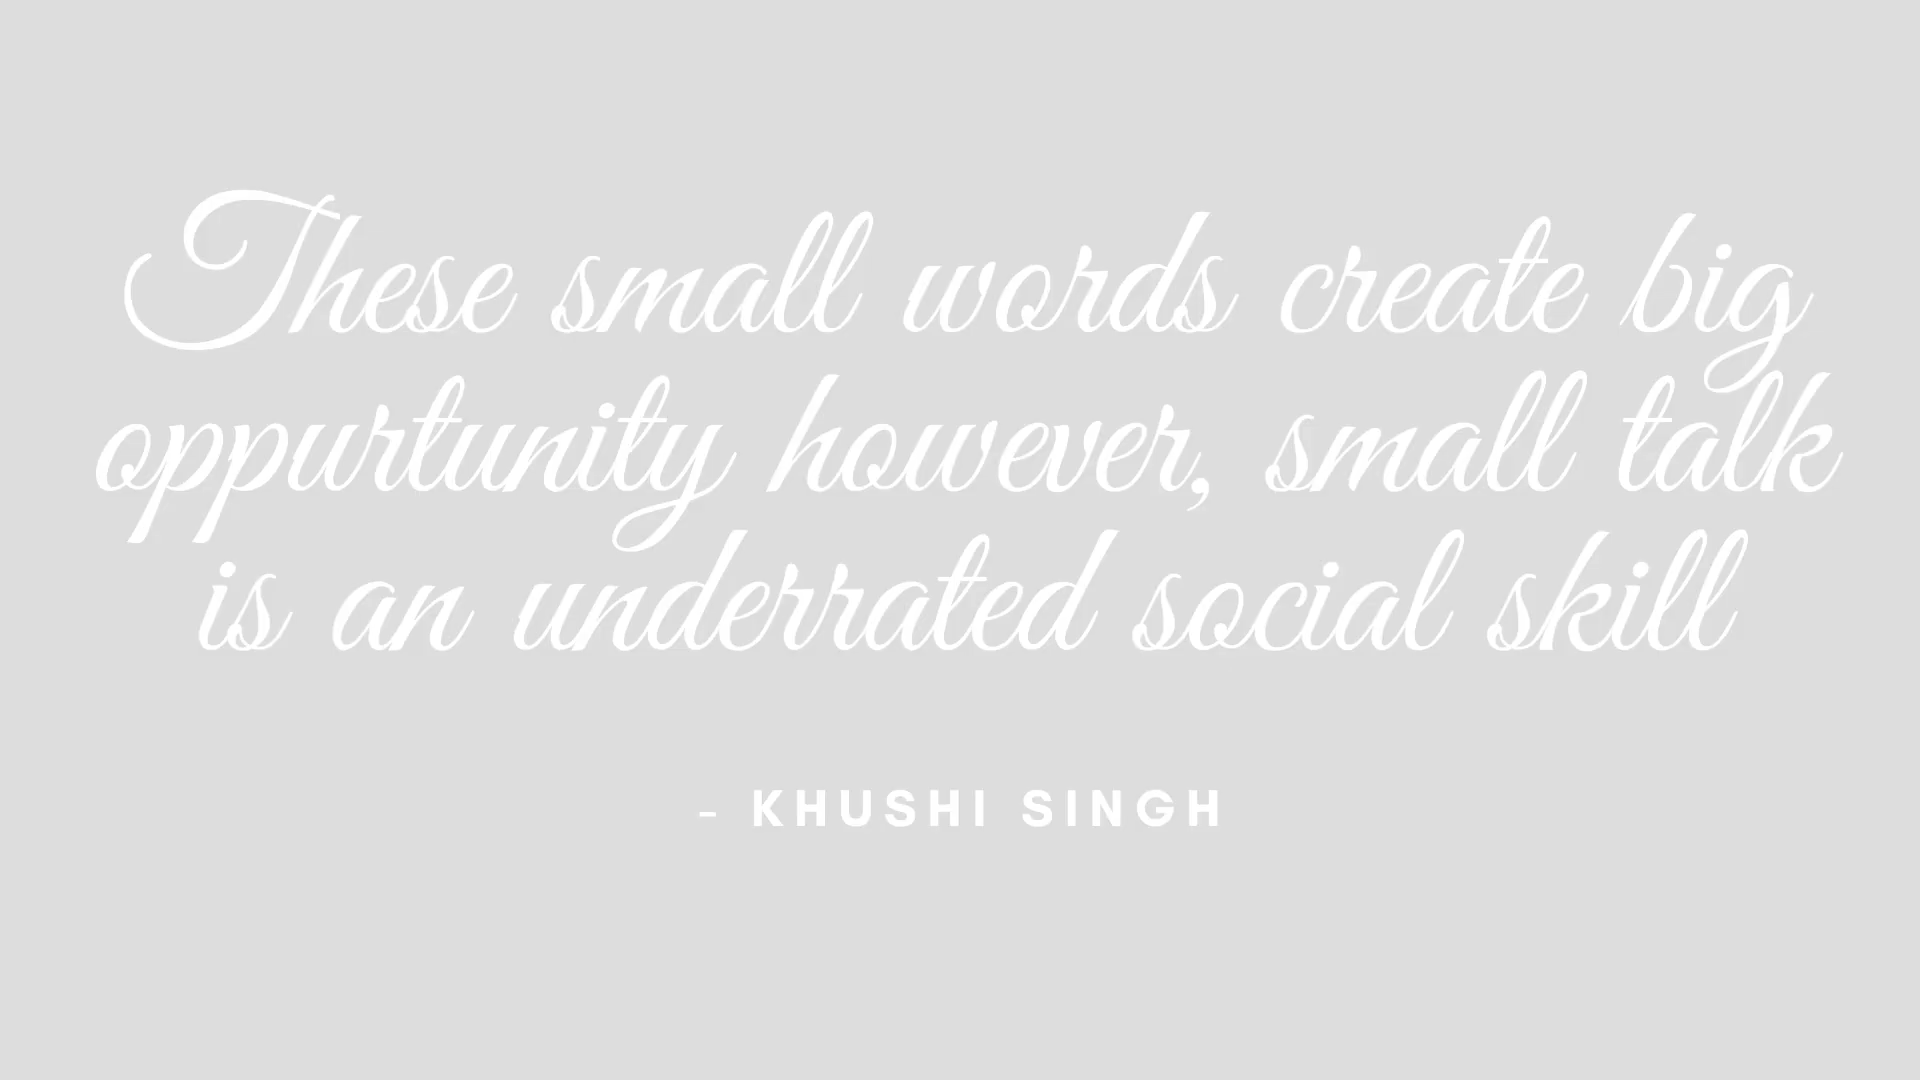 These small words create big
oppurtunity however, small talk
is an underrated social skill
- KHUSHI SINGH